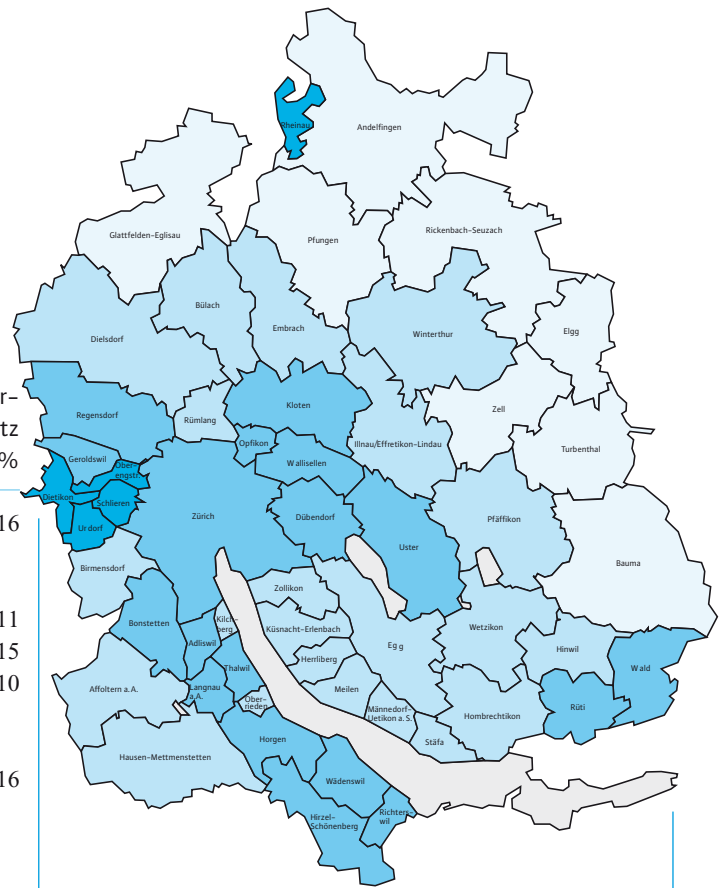 Rheinau
Andelfingen
Glattfelden-Eglisau
Pfungen
Rickenbach-Seuzach
Bülach
Embrach
Winterthur
Elgg
Dielsdorf
r-
tz
%
Regensdorf
Rümlang
Kloten
Zell
Illnau/Effretikon-Lindau
Turbenthal
Geroldswil
Ober-
engstr.
Opfikon
Wallisellen
Dietikon
Schlieren
Urdorf
Zürich
Dübendorf
Uster
Pfäffikon
Bauma
16
Birmensdorf
Zollikon
11
15
10
Bonstetten
Adliswil
Kilch-
berg
Küsnacht-Erlenbach
Egg
Wetzikon
Hinwil
Wald
Thalwil
Herrliberg
Affoltern a.A.
Langnau
a.A.
Ober-
rieden
Meilen
Männedorf-
Uetikon a. S.
Hombrechtikon
Rüti
Stäfa
Hausen-Mettmenstetten
Horgen
16
Wädenswil
Hirzel-
Schönenberg
Richters-
wil